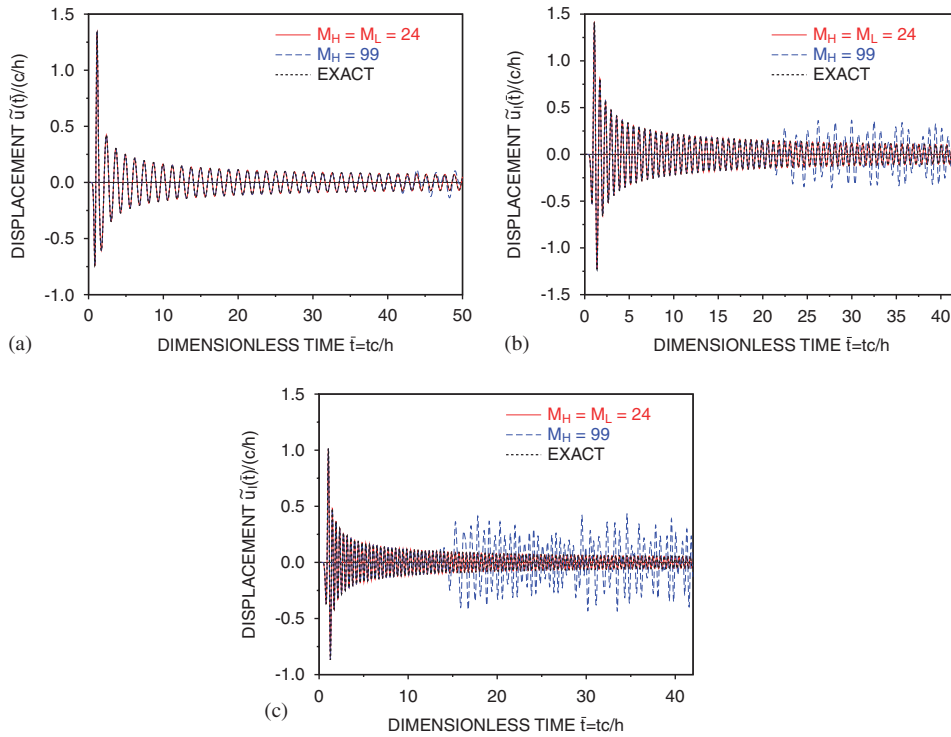 1.5
1.0
0.5
0.0
-0.5
-1.0
DISPLACEMENT ũ(t̄)/(c/h)
M_H = M_L = 24
M_H = 99
EXACT
0 10 20 30 40 50
DIMENSIONLESS TIME t̄=tc/h
(a)
1.5
1.0
0.5
0.0
-0.5
-1.0
-1.5
DISPLACEMENT ũ_l(t̄)/(c/h)
M_H = M_L = 24
M_H = 99
EXACT
0 5 10 15 20 25 30 35 40
DIMENSIONLESS TIME t̄=tc/h
(b)
1.5
1.0
0.5
0.0
-0.5
-1.0
DISPLACEMENT ũ_l(t̄)/(c/h)
M_H = M_L = 24
M_H = 99
EXACT
0 10 20 30 40
DIMENSIONLESS TIME t̄=tc/h
(c)